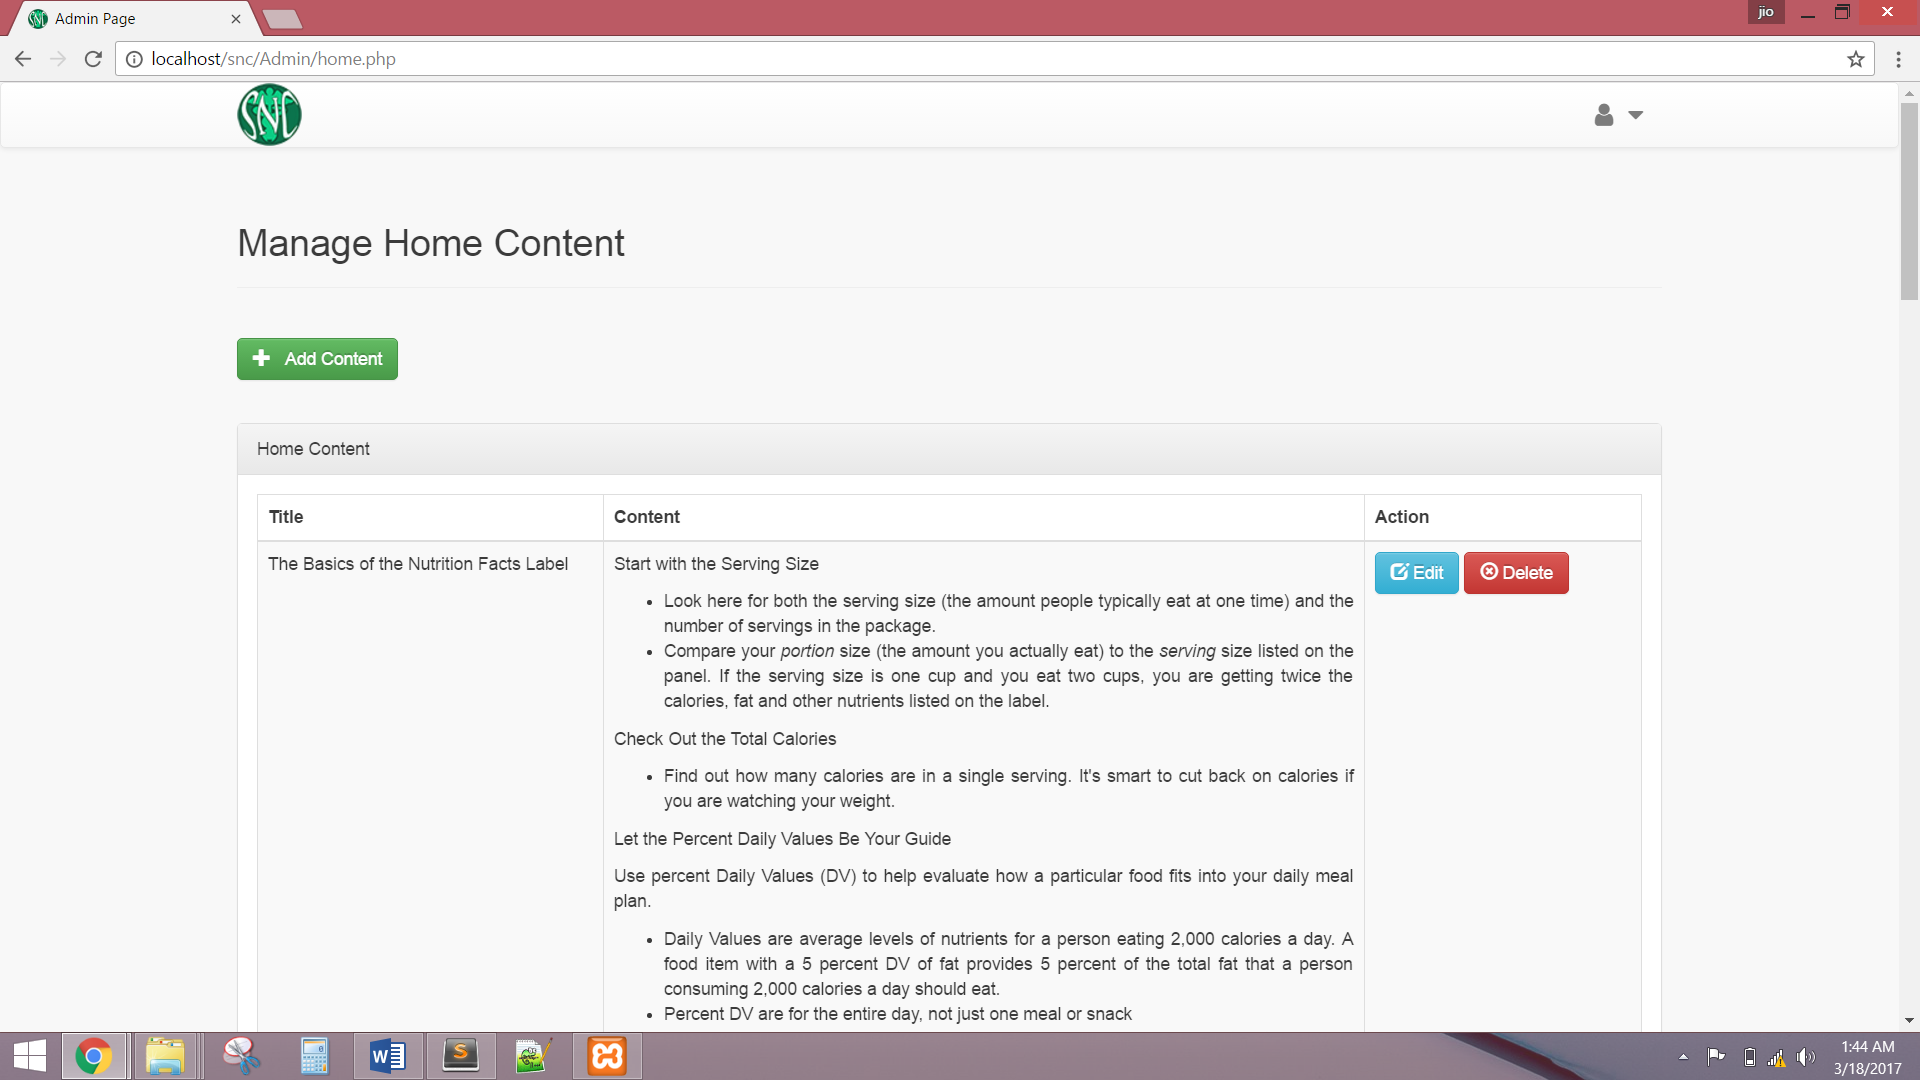 Admin Page
jio
localhost/snc/Admin/home.php
SNC
Manage Home Content
Add Content
Home Content
Title Content Action
The Basics of the Nutrition Facts Label
Start with the Serving Size
Edit Delete
Look here for both the serving size (the amount people typically eat at one time) and the
number of servings in the package.
Compare your portion size (the amount you actually eat) to the serving size listed on the
panel. If the serving size is one cup and you eat two cups, you are getting twice the
calories, fat and other nutrients listed on the label.
Check Out the Total Calories
Find out how many calories are in a single serving. It's smart to cut back on calories if
you are watching your weight.
Let the Percent Daily Values Be Your Guide
Use percent Daily Values (DV) to help evaluate how a particular food fits into your daily meal
plan.
Daily Values are average levels of nutrients for a person eating 2,000 calories a day. A
food item with a 5 percent DV of fat provides 5 percent of the total fat that a person
consuming 2,000 calories a day should eat.
Percent DV are for the entire day, not just one meal or snack
1:44 AM
3/18/2017